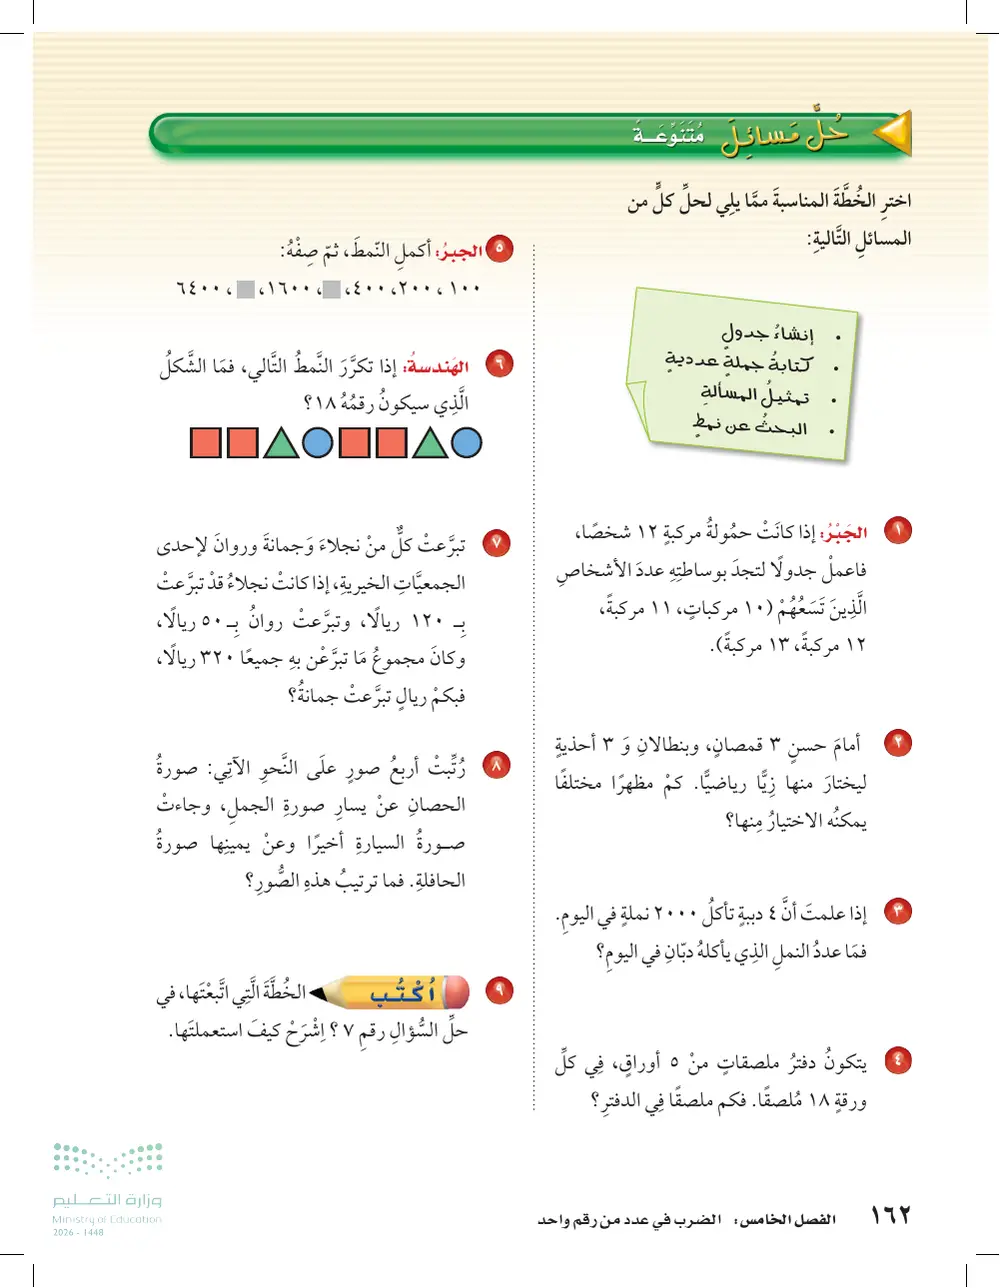 حُلَّ مَسائِلَ مُتَنَوِّعَةً
اخترِ الخُطَّةَ المناسبةَ ممَّا يلِي لحلِّ كلٍّ من
المسائلِ التَّاليةِ:
• إنشاءُ جدولٍ
• كتابةُ جملةٍ عدديةٍ
• تمثيلُ المسألةِ
• البحثُ عن نمطٍ
١ الجَبْرُ: إذا كانَتْ حمُولةُ مركبةٍ ١٢ شخصًا،
فاعملْ جدولًا لتجدَ بوساطتِهِ عددَ الأشخاصِ
الَّذِينَ تَسَعُهُمْ (١٠ مركباتٍ، ١١ مركبةً،
١٢ مركبةً، ١٣ مركبةً).
٢ أمامَ حسنٍ ٣ قمصانٍ، وبنطالانِ وَ ٣ أحذيةٍ
ليختارَ منها زِيًّا رياضيًّا. كمْ مظهرًا مختلفًا
يمكنُه الاختيارُ مِنها؟
٣ إذا علمتَ أنَّ ٤ دببةٍ تأكلُ ٢٠٠٠ نملةٍ في اليومِ.
فمَا عددُ النملِ الذِي يأكلهُ دبّانِ في اليومِ؟
٤ يتكونُ دفترُ ملصقاتٍ منْ ٥ أوراقٍ، فِي كلِّ
ورقةٍ ١٨ مُلصقًا. فكم ملصقًا فِي الدفترِ؟
٥ الجبرُ: أكملِ النّمطَ، ثمّ صِفْهُ:
١٠٠ ، ٢٠٠، ٤٠٠، ■، ١٦٠٠، ■ ، ٦٤٠٠
٦ الهَندسةُ: إذا تكرَّرَ النَّمطُ التَّالي، فمَا الشَّكلُ
الَّذِي سيكونُ رقمُهُ ١٨؟
٧ تبرَّعتْ كلٌّ منْ نجلاءَ وَجمانةَ وروانَ لإحدى
الجمعيَّاتِ الخيريةِ، إذا كانتْ نجلاءُ قدْ تبرَّعتْ
بِـ ١٢٠ ريالًا، وتبرَّعتْ روانُ بِـ ٥٠ ريالًا،
وكانَ مجموعُ مَا تبرَّعْن بهِ جميعًا ٣٢٠ ريالًا،
فبكمْ ريالٍ تبرَّعتْ جمانةُ؟
٨ رُتِّبتْ أربعُ صورٍ علَى النَّحوِ الآتِي: صورةُ
الحصانِ عنْ يسارِ صورةِ الجملِ، وجاءتْ
صورةُ السيارةِ أخيرًا وعنْ يمينِها صورةُ
الحافلةِ. فما ترتيبُ هذهِ الصُّورِ؟
٩ اُكْتُب الخُطَّةَ الَّتِي اتَّبعْتَها، في
حلِّ السُّؤالِ رقمِ ٧ ؟ اِشْرَحْ كيفَ استعملتَها.
وزارة التعليم
Ministry of Education
2026 - 1448
١٦٢ الفصل الخامس: الضرب في عدد من رقم واحد